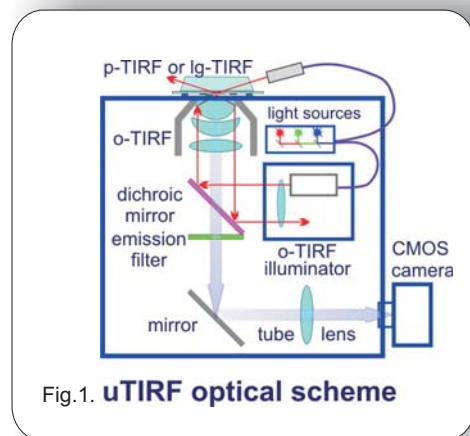 p-TIRF or lg-TIRF
light sources
o-TIRF
dichroic
mirror
emission
filter
o-TIRF
illuminator
CMOS
camera
mirror
tube lens
Fig.1. uTIRF optical scheme